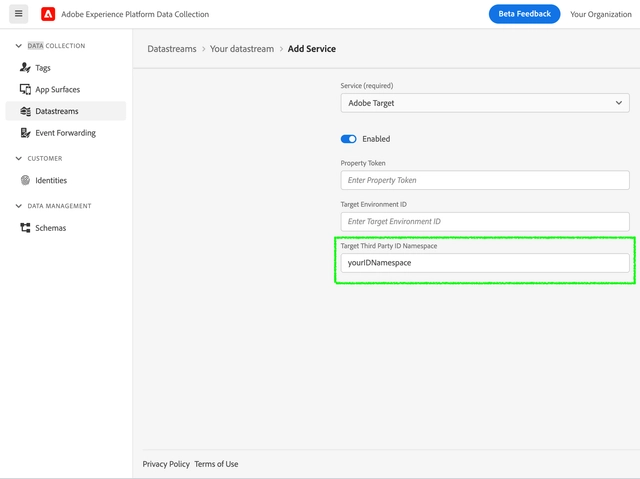 Adobe Experience Platform Data Collection
Beta Feedback
Your Organization
DATA COLLECTION
Tags
App Surfaces
Datastreams
Event Forwarding
CUSTOMER
Identities
DATA MANAGEMENT
Schemas
Datastreams > Your datastream > Add Service
Service (required)
Adobe Target
Enabled
Property Token
Enter Property Token
Target Environment ID
Enter Target Environment ID
Target Third Party ID Namespace
yourIDNamespace
Privacy Policy Terms of Use